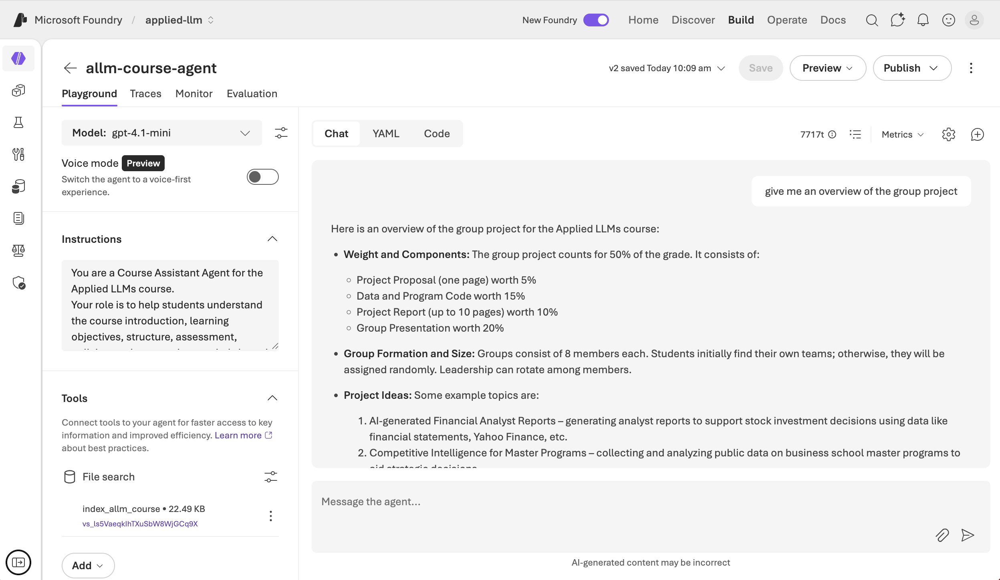 Microsoft Foundry / applied-llm
New Foundry
Home
Discover
Build
Operate
Docs
allm-course-agent
v2 saved Today 10:09 am
Save
Preview
Publish
Playground
Traces
Monitor
Evaluation
Model: gpt-4.1-mini
Voice mode Preview
Switch the agent to a voice-first
experience.
Instructions
You are a Course Assistant Agent for the
Applied LLMs course.
Your role is to help students understand
the course introduction, learning
objectives, structure, assessment,
Tools
Connect tools to your agent for faster access to key
information and improved efficiency. Learn more
about best practices.
File search
index_allm_course • 22.49 KB
vs_ls5VaeqkIhTXuSbW8WjGCq9X
Add
Chat
YAML
Code
7717t
Metrics
give me an overview of the group project
Here is an overview of the group project for the Applied LLMs course:
• Weight and Components: The group project counts for 50% of the grade. It consists of:
◦ Project Proposal (one page) worth 5%
◦ Data and Program Code worth 15%
◦ Project Report (up to 10 pages) worth 10%
◦ Group Presentation worth 20%
• Group Formation and Size: Groups consist of 8 members each. Students initially find their own teams; otherwise, they will be
assigned randomly. Leadership can rotate among members.
• Project Ideas: Some example topics are:
1. AI-generated Financial Analyst Reports – generating analyst reports to support stock investment decisions using data like
financial statements, Yahoo Finance, etc.
2. Competitive Intelligence for Master Programs – collecting and analyzing public data on business school master programs to
aid strategic decisions
Message the agent...
AI-generated content may be incorrect